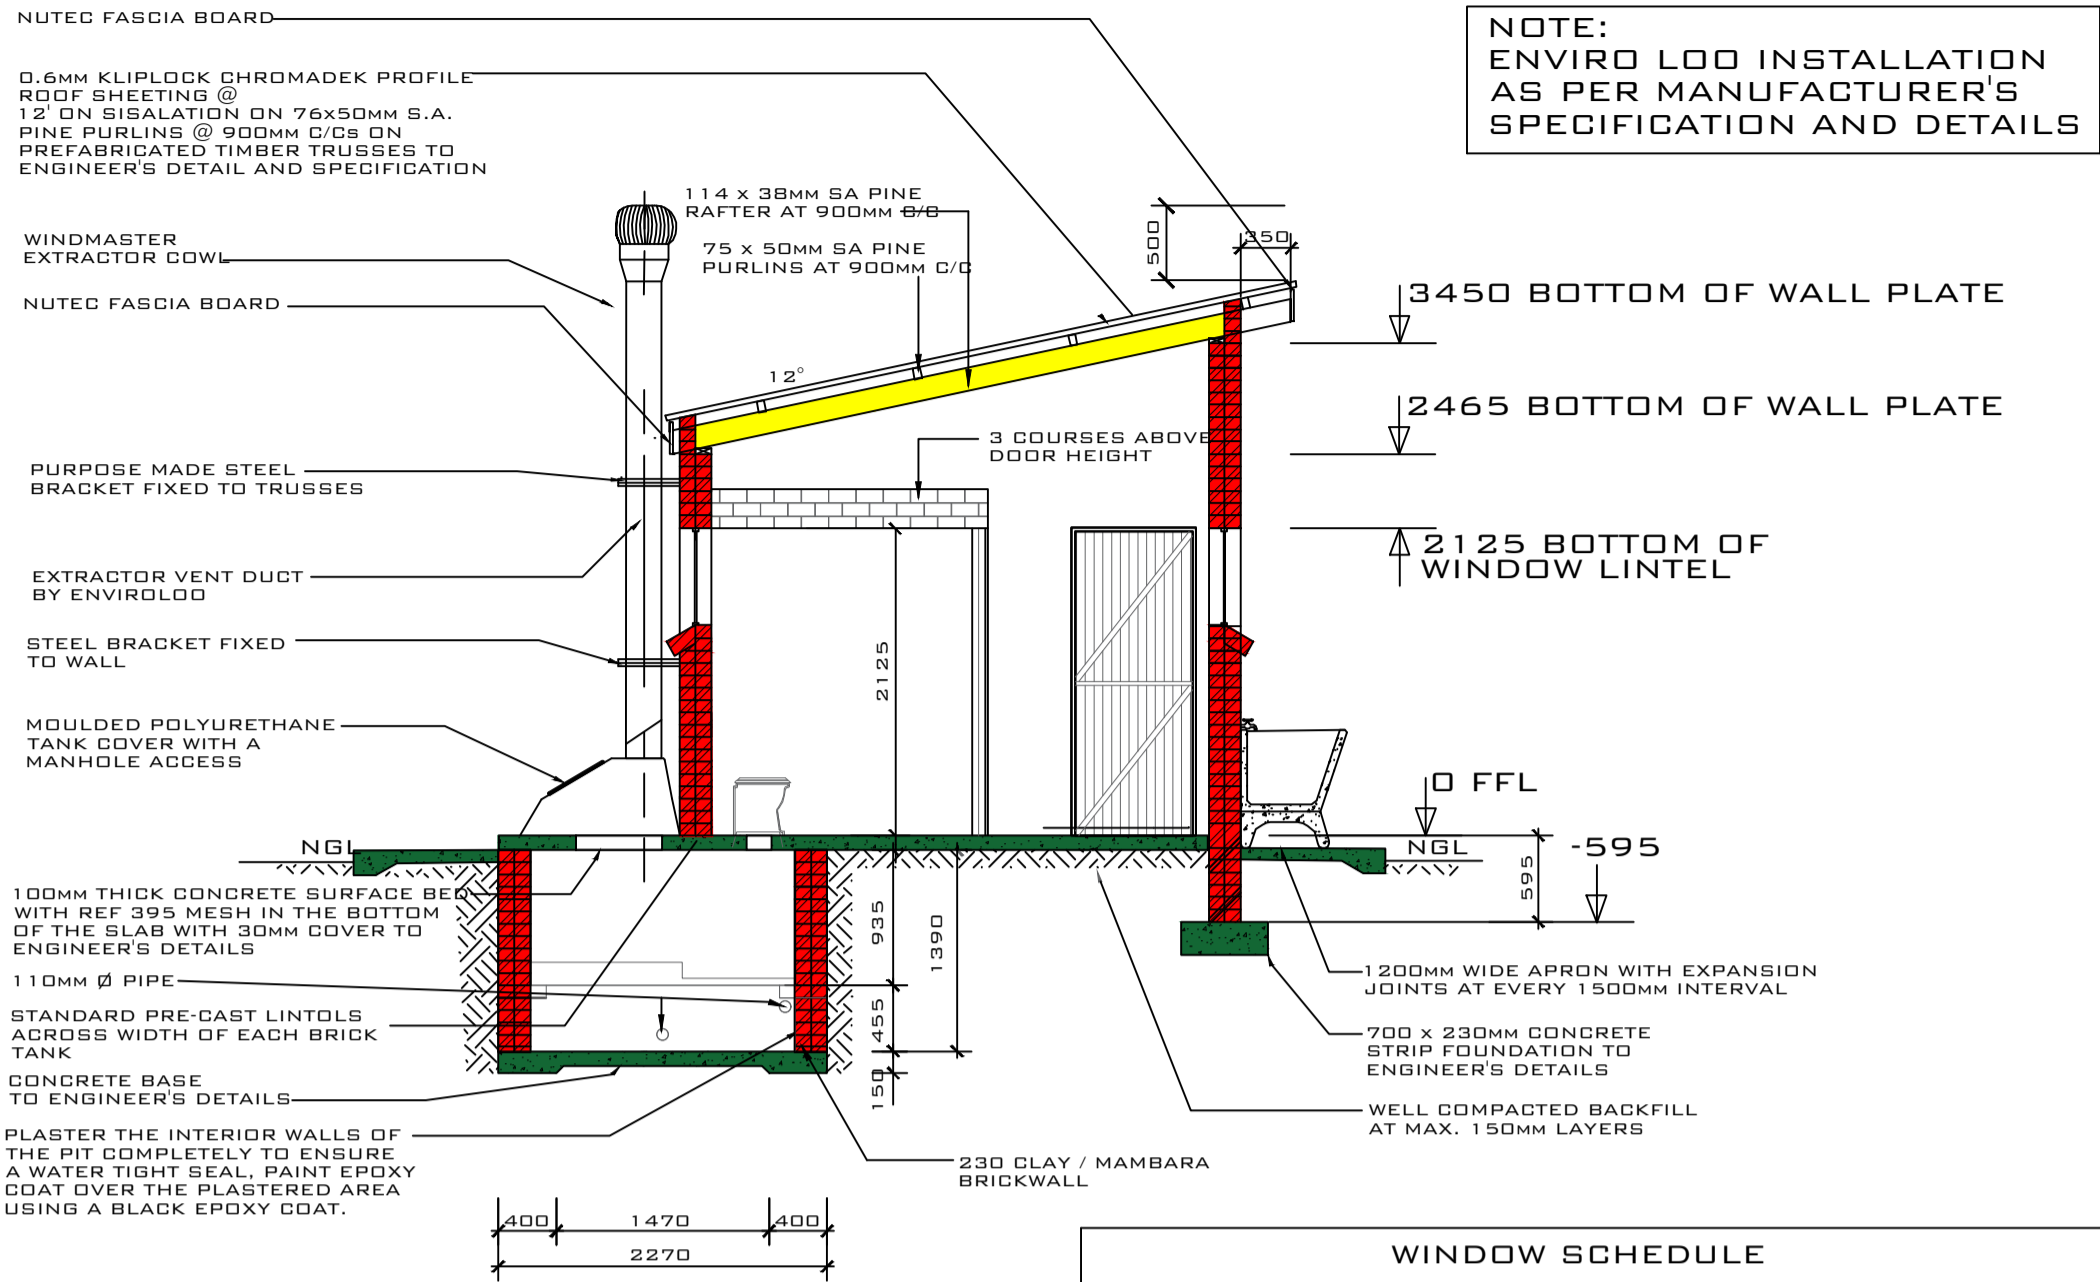 NUTEC FASCIA BOARD
0.6MM KLIPLOCK CHROMADEK PROFILE
ROOF SHEETING @
12' ON SISALATION ON 76x50MM S.A.
PINE PURLINS @ 900MM C/Cs ON
PREFABRICATED TIMBER TRUSSES TO
ENGINEER'S DETAIL AND SPECIFICATION
WINDMASTER
EXTRACTOR COWL
NUTEC FASCIA BOARD
PURPOSE MADE STEEL
BRACKET FIXED TO TRUSSES
EXTRACTOR VENT DUCT
BY ENVIROLOO
STEEL BRACKET FIXED
TO WALL
MOULDED POLYURETHANE
TANK COVER WITH A
MANHOLE ACCESS
NGL
100MM THICK CONCRETE SURFACE BED
WITH REF 395 MESH IN THE BOTTOM
OF THE SLAB WITH 30MM COVER TO
ENGINEER'S DETAILS
110MM Ø PIPE
STANDARD PRE-CAST LINTOLS
ACROSS WIDTH OF EACH BRICK
TANK
CONCRETE BASE
TO ENGINEER'S DETAILS
PLASTER THE INTERIOR WALLS OF
THE PIT COMPLETELY TO ENSURE
A WATER TIGHT SEAL, PAINT EPOXY
COAT OVER THE PLASTERED AREA
USING A BLACK EPOXY COAT.
114 x 38MM SA PINE
RAFTER AT 900MM C/C
75 x 50MM SA PINE
PURLINS AT 900MM C/C
12°
3 COURSES ABOVE
DOOR HEIGHT
2125
935
1390
455
150
400
1470
400
2270
230 CLAY / MAMBARA
BRICKWALL
500
350
NOTE:
ENVIRO LOO INSTALLATION
AS PER MANUFACTURER'S
SPECIFICATION AND DETAILS
3450 BOTTOM OF WALL PLATE
2465 BOTTOM OF WALL PLATE
2125 BOTTOM OF
WINDOW LINTEL
0 FFL
NGL
-595
595
1200MM WIDE APRON WITH EXPANSION
JOINTS AT EVERY 1500MM INTERVAL
700 x 230MM CONCRETE
STRIP FOUNDATION TO
ENGINEER'S DETAILS
WELL COMPACTED BACKFILL
AT MAX. 150MM LAYERS
WINDOW SCHEDULE